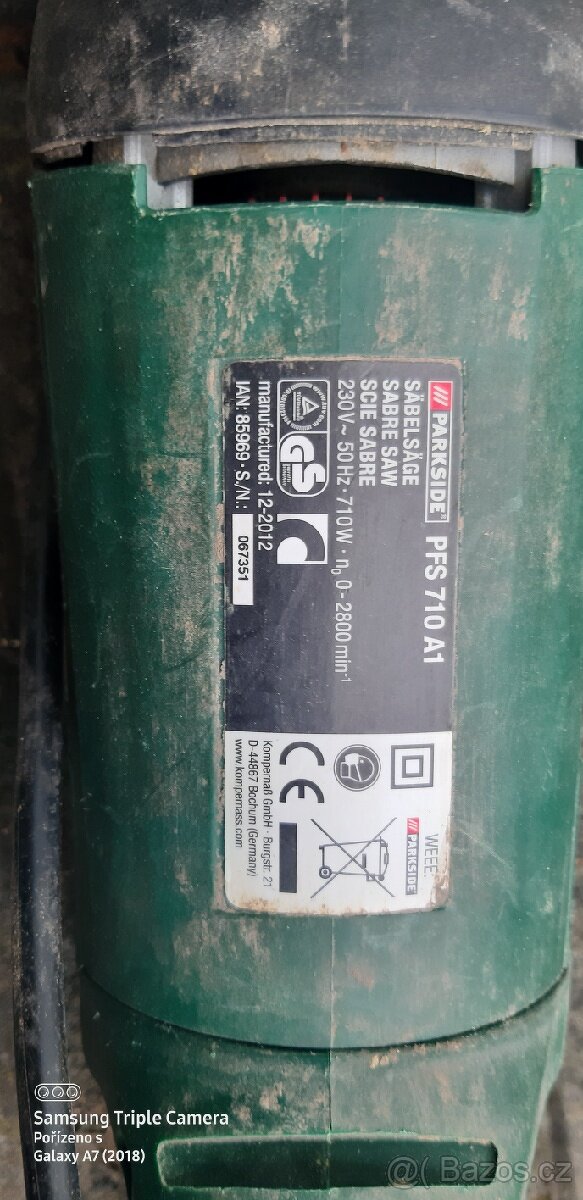 PARKSIDE® PFS 710 A1
SÄBELSÄGE
SABRE SAW
SCIE SABRE
230V~ 50Hz · 710W · n₀ 0 - 2800 min⁻¹
GS
manufactured: 12-2012
IAN: 85969 · S./N.: 067351
WEEE:
PARKSIDE
CE
Kompernaß GmbH · Burgstr. 21
D-44867 Bochum (Germany)
www.kompernass.com
Samsung Triple Camera
Pořízeno s
Galaxy A7 (2018)
@ Bazos.cz